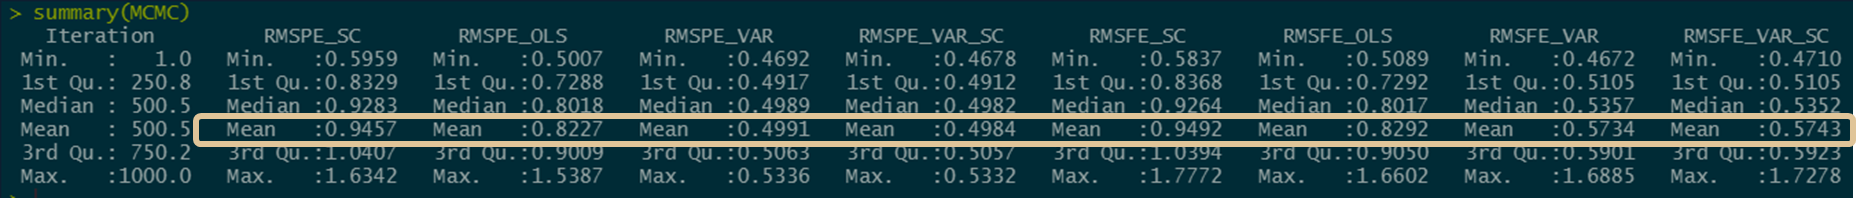 > summary(MCMC)
Iteration RMSPE_SC RMSPE_OLS RMSPE_VAR RMSPE_VAR_SC RMSFE_SC RMSFE_OLS RMSFE_VAR RMSFE_VAR_SC
Min. : 1.0 Min. :0.5959 Min. :0.5007 Min. :0.4692 Min. :0.4678 Min. :0.5837 Min. :0.5089 Min. :0.4672 Min. :0.4710
1st Qu.: 250.8 1st Qu.:0.8329 1st Qu.:0.7288 1st Qu.:0.4917 1st Qu.:0.4912 1st Qu.:0.8368 1st Qu.:0.7292 1st Qu.:0.5105 1st Qu.:0.5105
Median : 500.5 Median :0.9283 Median :0.8018 Median :0.4989 Median :0.4982 Median :0.9264 Median :0.8017 Median :0.5357 Median :0.5352
Mean : 500.5 Mean :0.9457 Mean :0.8227 Mean :0.4991 Mean :0.4984 Mean :0.9492 Mean :0.8292 Mean :0.5734 Mean :0.5743
3rd Qu.: 750.2 3rd Qu.:1.0407 3rd Qu.:0.9009 3rd Qu.:0.5063 3rd Qu.:0.5057 3rd Qu.:1.0394 3rd Qu.:0.9050 3rd Qu.:0.5901 3rd Qu.:0.5923
Max. :1000.0 Max. :1.6342 Max. :1.5387 Max. :0.5336 Max. :0.5332 Max. :1.7772 Max. :1.6602 Max. :1.6885 Max. :1.7278
>